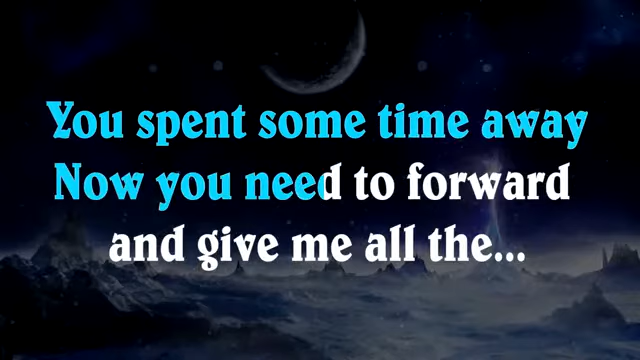 You spent some time away
Now you need to forward
and give me all the...